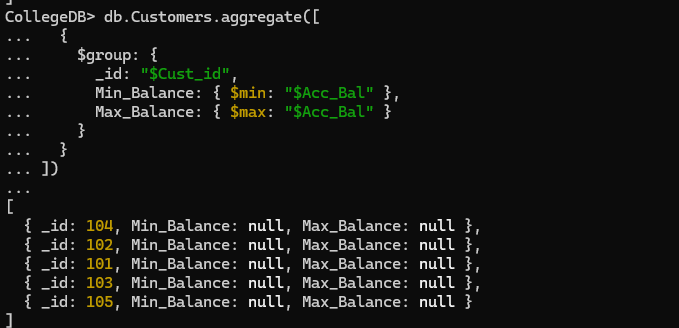 ]
CollegeDB> db.Customers.aggregate([
...   {
...     $group: {
...       _id: "$Cust_id",
...       Min_Balance: { $min: "$Acc_Bal" },
...       Max_Balance: { $max: "$Acc_Bal" }
...     }
...   }
... ])
...
[
  { _id: 104, Min_Balance: null, Max_Balance: null },
  { _id: 102, Min_Balance: null, Max_Balance: null },
  { _id: 101, Min_Balance: null, Max_Balance: null },
  { _id: 103, Min_Balance: null, Max_Balance: null },
  { _id: 105, Min_Balance: null, Max_Balance: null }
]